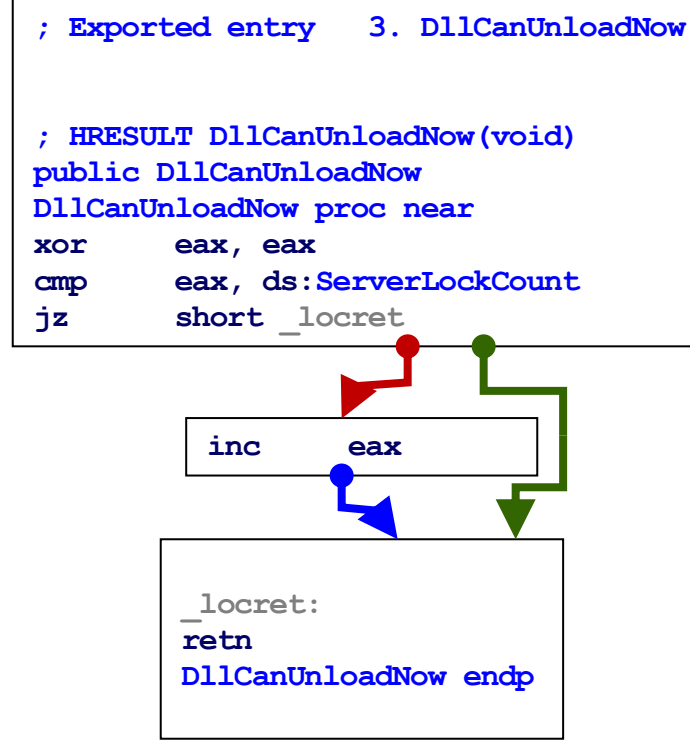 ; Exported entry   3. DllCanUnloadNow
; HRESULT DllCanUnloadNow(void)
public DllCanUnloadNow
DllCanUnloadNow proc near
xor     eax, eax
cmp     eax, ds:ServerLockCount
jz      short _locret
inc     eax
_locret:
retn
DllCanUnloadNow endp